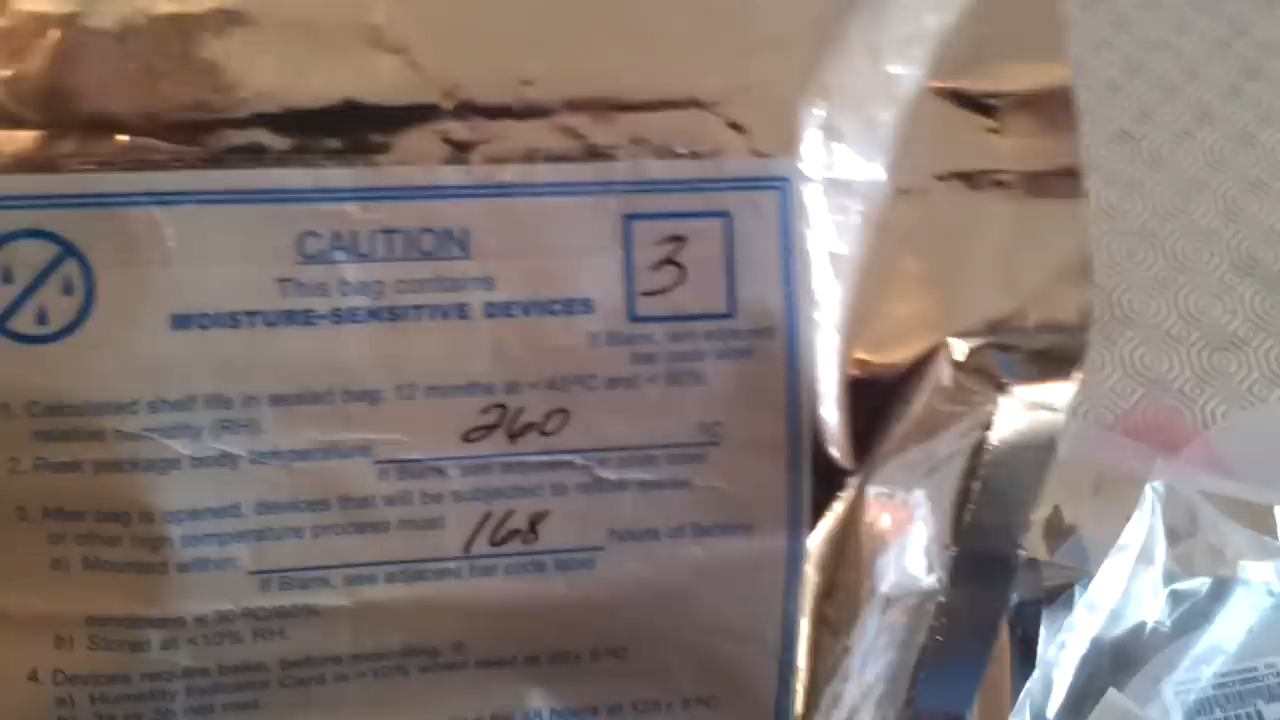 CAUTION
3
This bag contains
MOISTURE-SENSITIVE DEVICES
If Blank, see adjacent
bar code label
1. Calculated shelf life in sealed bag: 12 months at <40°C and < 90%
relative humidity (RH).
260
2. Peak package body temperature: °C
If Blank, see adjacent bar code label
3. After bag is opened, devices that will be subjected to reflow solder
or other high temperature process must
168
a) Mounted within: hours of factory
If Blank, see adjacent bar code label
conditions
b) Stored at <10% RH.
4. Devices require bake, before mounting, if:
a) Humidity Indicator Card is >10% when read at 23± 5°C
b) 3a or 3b not met.